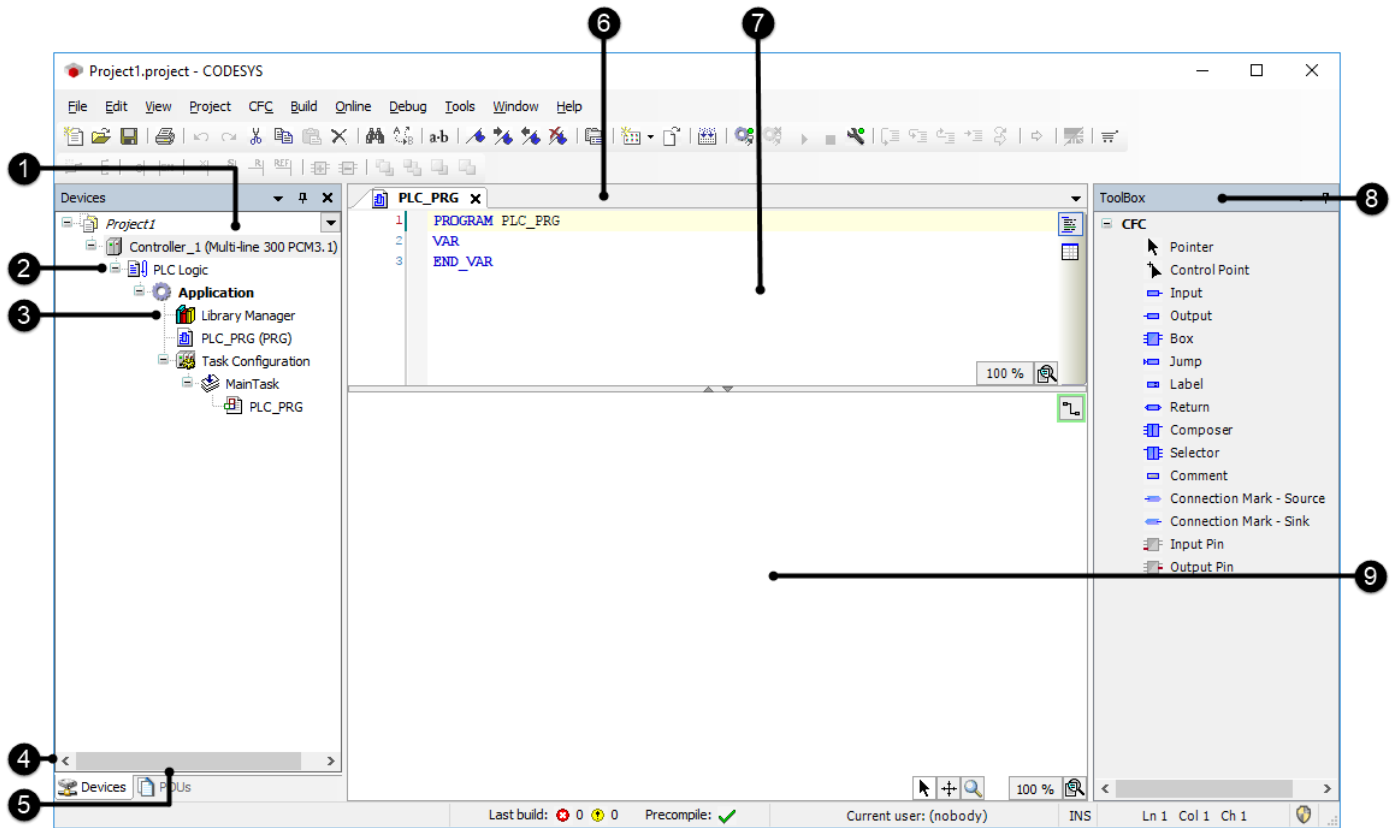 6 7
Project1.project - CODESYS
File Edit View Project CFC Build Online Debug Tools Window Help
a·b
REF
1
Devices
PLC_PRG
ToolBox
8
Project1
1 PROGRAM PLC_PRG
CFC
Controller_1 (Multi-line 300 PCM3.1)
2 VAR
Pointer
2
PLC Logic
3 END_VAR
Control Point
Application
Input
3
Library Manager
Output
PLC_PRG (PRG)
Box
Task Configuration
Jump
MainTask
100 %
Label
PLC_PRG
Return
Composer
Selector
Comment
Connection Mark - Source
Connection Mark - Sink
Input Pin
Output Pin
9
4
Devices
POUs
100 %
5
Last build: 0 0 Precompile: Current user: (nobody) INS Ln 1 Col 1 Ch 1